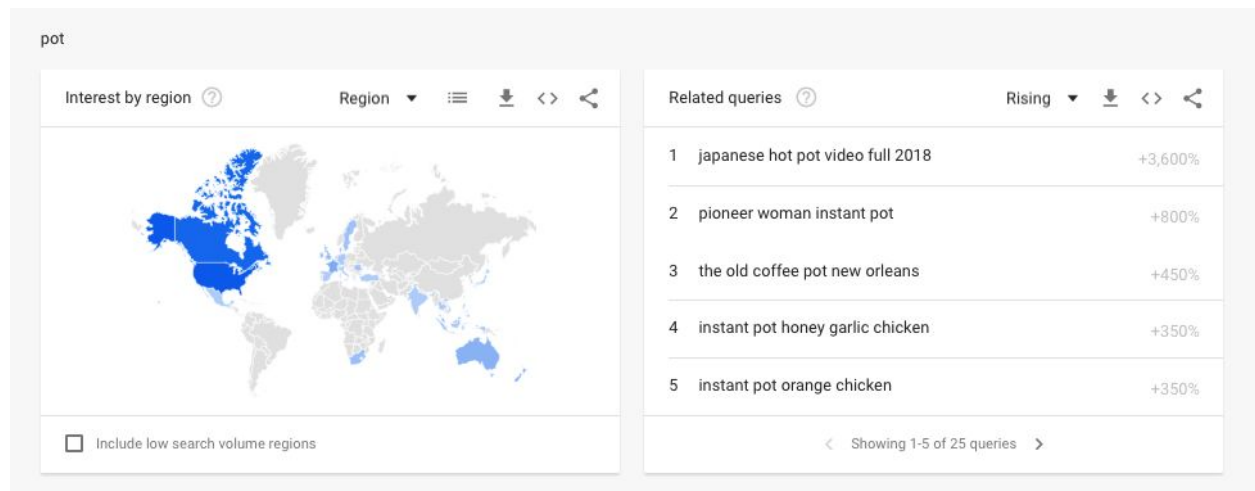 pot
Interest by region ?
Region
Related queries ?
Rising
1 japanese hot pot video full 2018 +3,600%
2 pioneer woman instant pot +800%
3 the old coffee pot new orleans +450%
4 instant pot honey garlic chicken +350%
5 instant pot orange chicken +350%
Include low search volume regions
Showing 1-5 of 25 queries